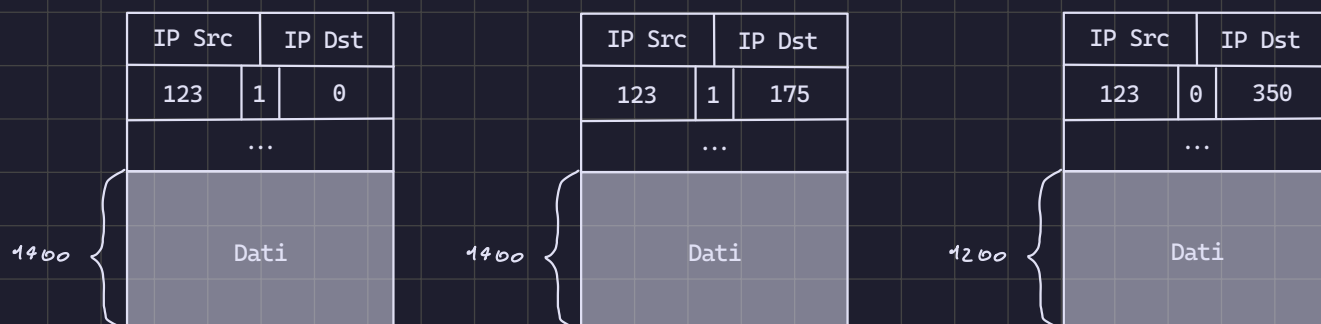 IP Src IP Dst
123 1 0
...
1400 Dati
IP Src IP Dst
123 1 175
...
1400 Dati
IP Src IP Dst
123 0 350
...
1200 Dati